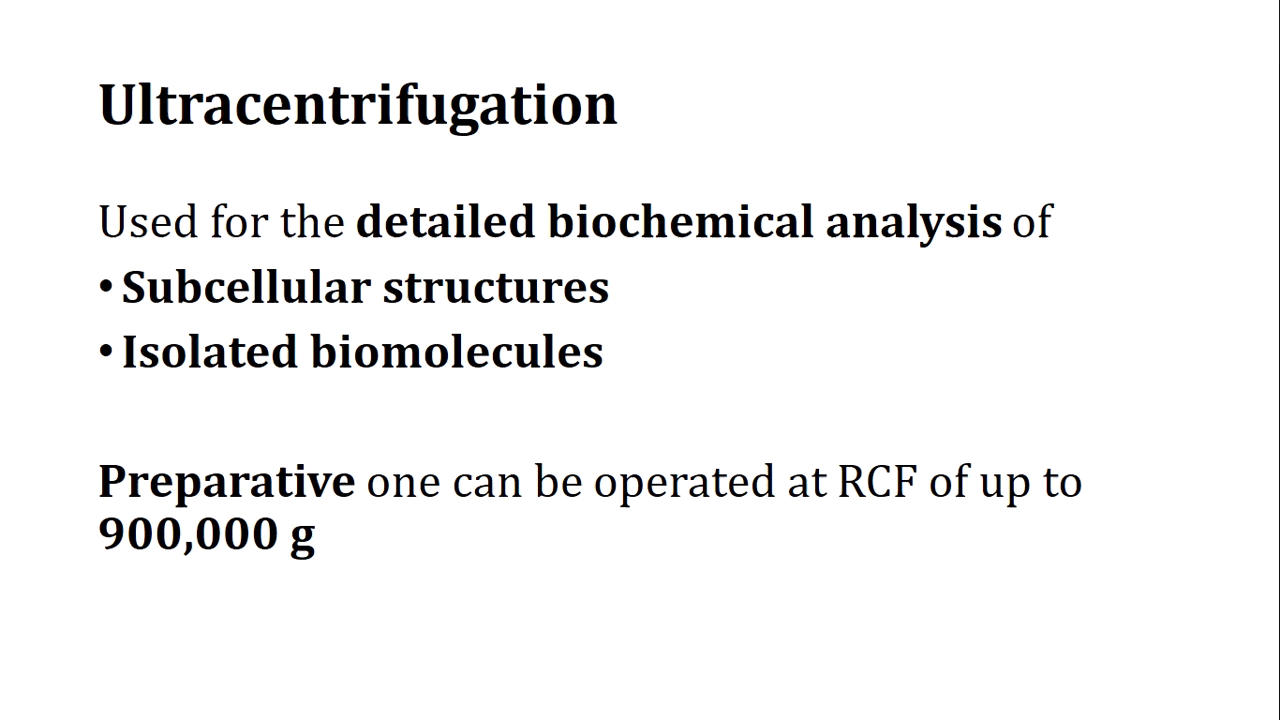 Ultracentrifugation
Used for the detailed biochemical analysis of
• Subcellular structures
• Isolated biomolecules
Preparative one can be operated at RCF of up to
900,000 g